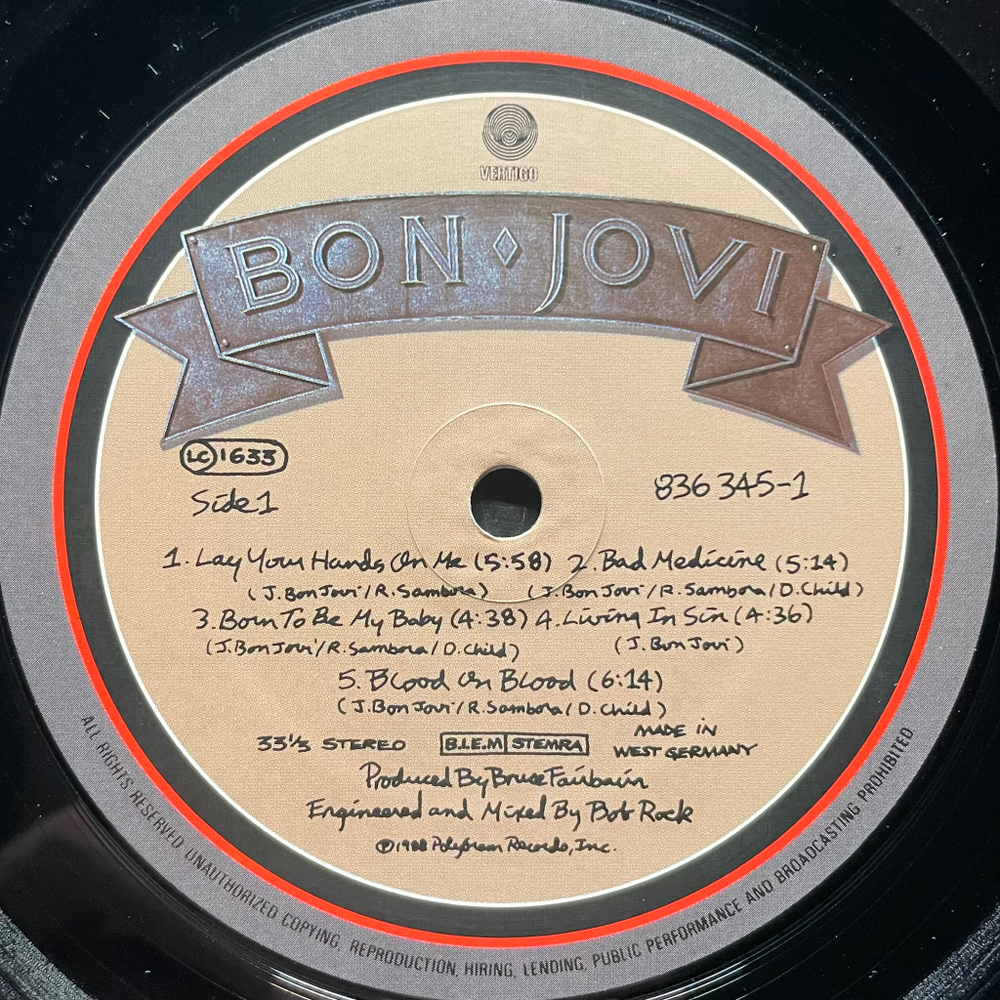 VERTIGO
BON JOVI
LC 1633
Side 1
836 345-1
1. Lay Your Hands On Me (5:58) 2. Bad Medicine (5:14)
(J. Bon Jovi / R. Sambora) (J. Bon Jovi / R. Sambora / D. Child)
3. Born To Be My Baby (4:38) 4. Living In Sin (4:36)
(J. Bon Jovi / R. Sambora / D. Child) (J. Bon Jovi)
5. Blood On Blood (6:14)
(J. Bon Jovi / R. Sambora / D. Child)
33 1/3 STEREO B.I.E.M STEMRA MADE IN
WEST GERMANY
Produced By Bruce Fairbairn
Engineered and Mixed By Bob Rock
℗ 1988 PolyGram Records, Inc.
ALL RIGHTS RESERVED. UNAUTHORIZED COPYING, REPRODUCTION, HIRING, LENDING, PUBLIC PERFORMANCE AND BROADCASTING PROHIBITED.